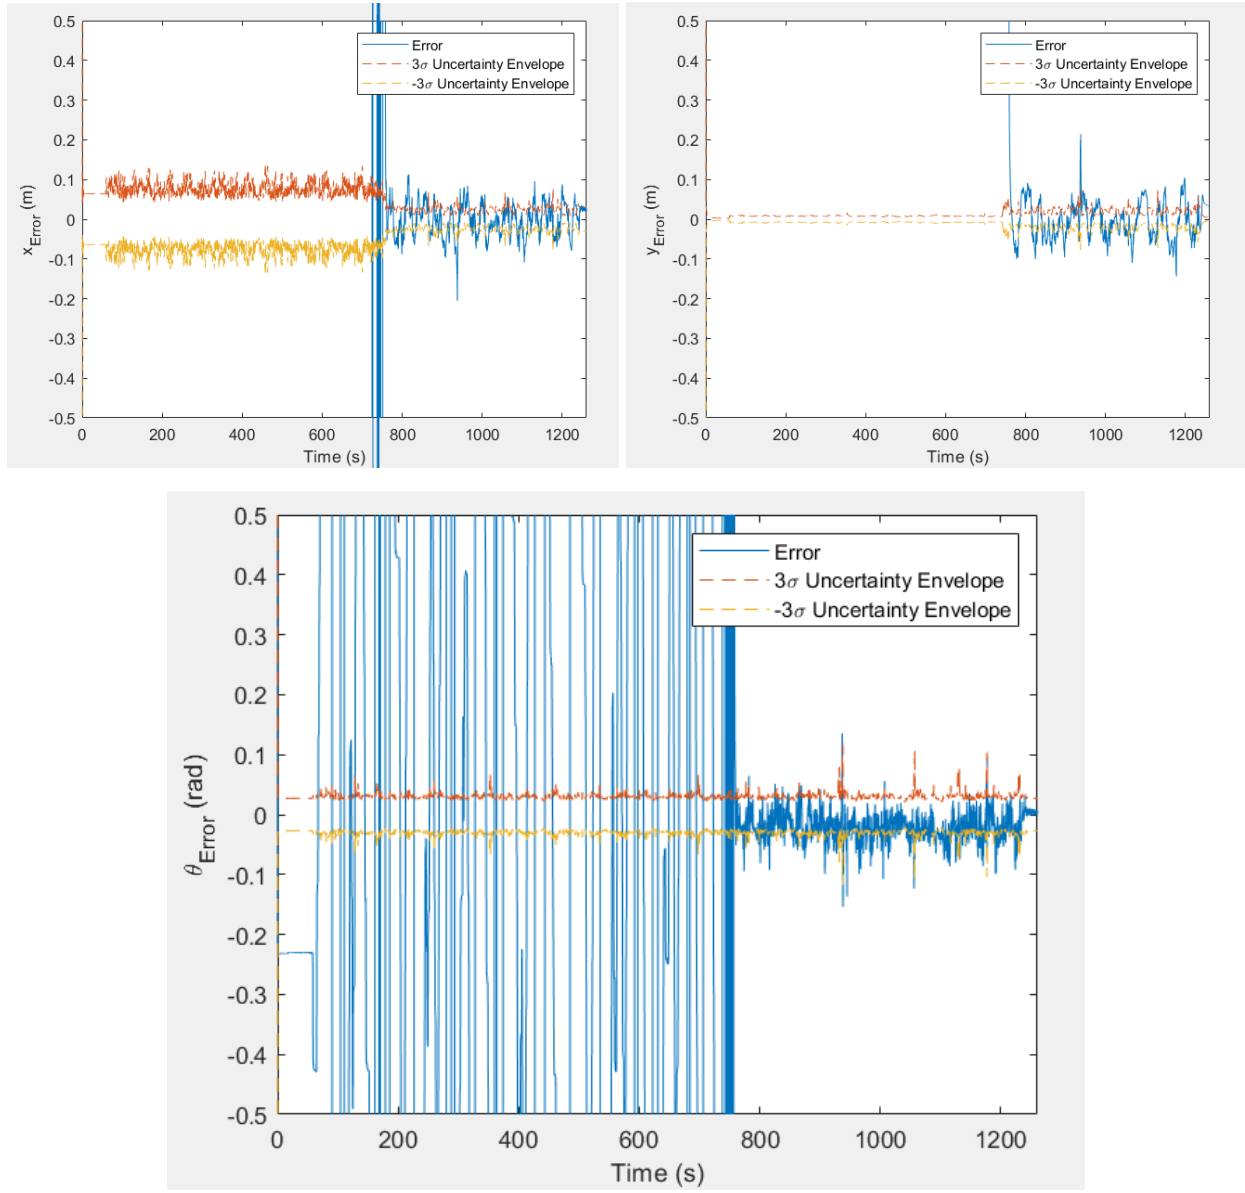 0.5
0.4
0.3
0.2
0.1
0
-0.1
-0.2
-0.3
-0.4
-0.5
x_Error (m)
0 200 400 600 800 1000 1200
Time (s)
Error
3σ Uncertainty Envelope
-3σ Uncertainty Envelope
0.5
0.4
0.3
0.2
0.1
0
-0.1
-0.2
-0.3
-0.4
-0.5
y_Error (m)
0 200 400 600 800 1000 1200
Time (s)
Error
3σ Uncertainty Envelope
-3σ Uncertainty Envelope
0.5
0.4
0.3
0.2
0.1
0
-0.1
-0.2
-0.3
-0.4
-0.5
θ_Error (rad)
0 200 400 600 800 1000 1200
Time (s)
Error
3σ Uncertainty Envelope
-3σ Uncertainty Envelope